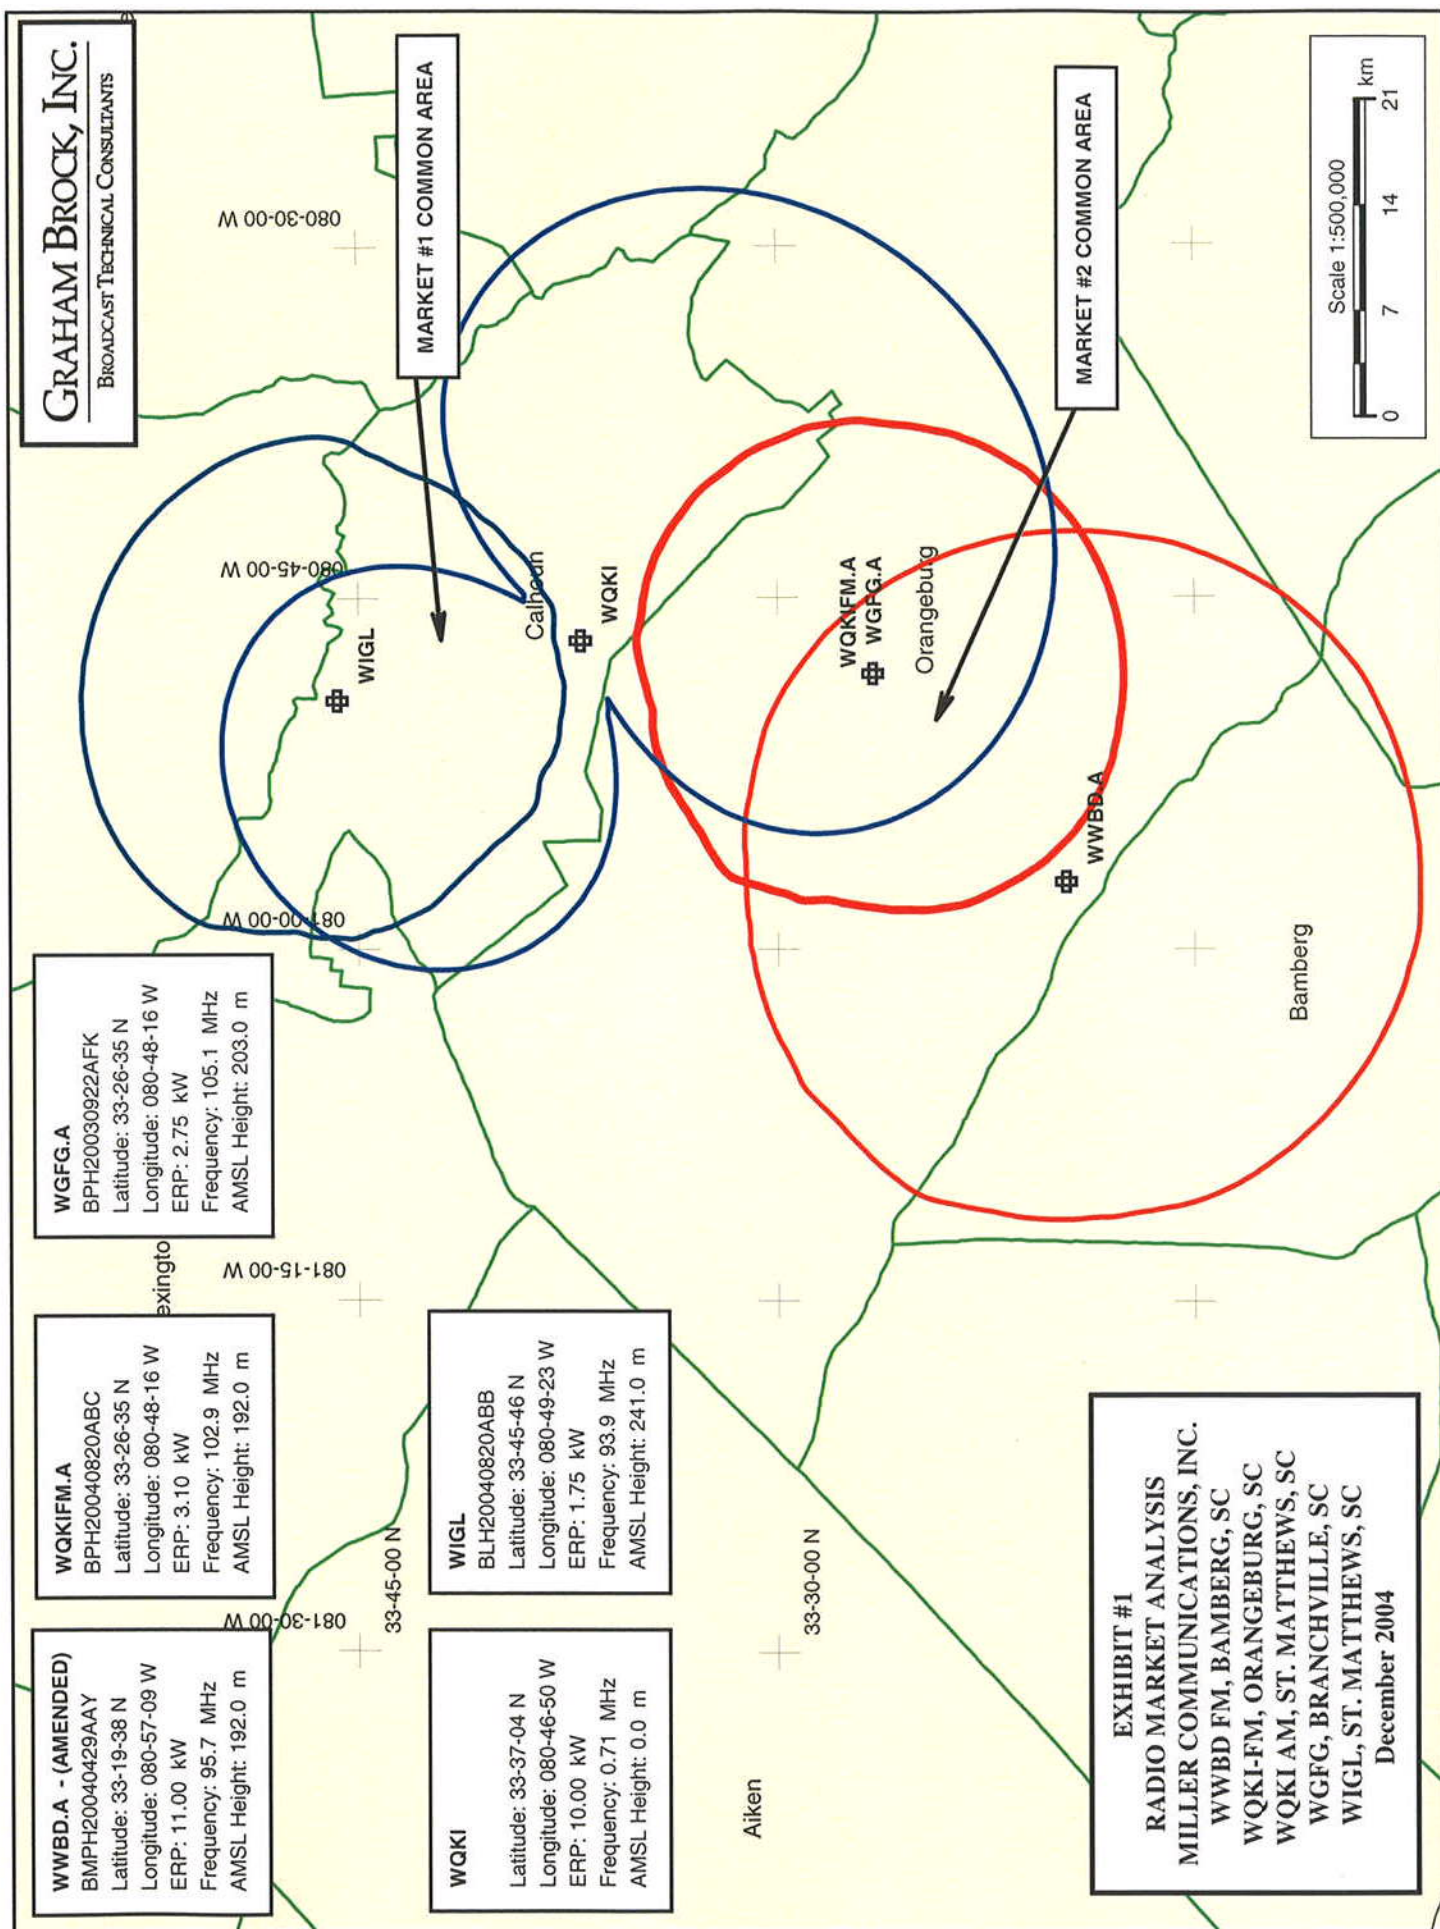 GRAHAM BROCK, INC.
BROADCAST TECHNICAL CONSULTANTS
WWBD.A - (AMENDED)
BMPH20040429AAY
Latitude: 33-19-38 N
Longitude: 080-57-09 W
ERP: 11.00 kW
Frequency: 95.7 MHz
AMSL Height: 192.0 m
WQKIFM.A
BPH20040820ABC
Latitude: 33-26-35 N
Longitude: 080-48-16 W
ERP: 3.10 kW
Frequency: 102.9 MHz
AMSL Height: 192.0 m
WGFG.A
BPH20030922AFK
Latitude: 33-26-35 N
Longitude: 080-48-16 W
ERP: 2.75 kW
Frequency: 105.1 MHz
AMSL Height: 203.0 m
exingto
081-30-00 W
081-15-00 W
081-00-00 W
080-45-00 W
080-30-00 W
33-45-00 N
WIGL
MARKET #1 COMMON AREA
WQKI
Latitude: 33-37-04 N
Longitude: 080-46-50 W
ERP: 10.00 kW
Frequency: 0.71 MHz
AMSL Height: 0.0 m
WIGL
BLH20040820ABB
Latitude: 33-45-46 N
Longitude: 080-49-23 W
ERP: 1.75 kW
Frequency: 93.9 MHz
AMSL Height: 241.0 m
Calhoun
WQKI
Aiken
33-30-00 N
WQKIFM.A
WGFG.A
Orangeburg
WWBD.A
MARKET #2 COMMON AREA
Bamberg
EXHIBIT #1
RADIO MARKET ANALYSIS
MILLER COMMUNICATIONS, INC.
WWBD FM, BAMBERG, SC
WQKI-FM, ORANGEBURG, SC
WQKI AM, ST. MATTHEWS, SC
WGFG, BRANCHVILLE, SC
WIGL, ST. MATTHEWS, SC
December 2004
Scale 1:500,000
km
0 7 14 21